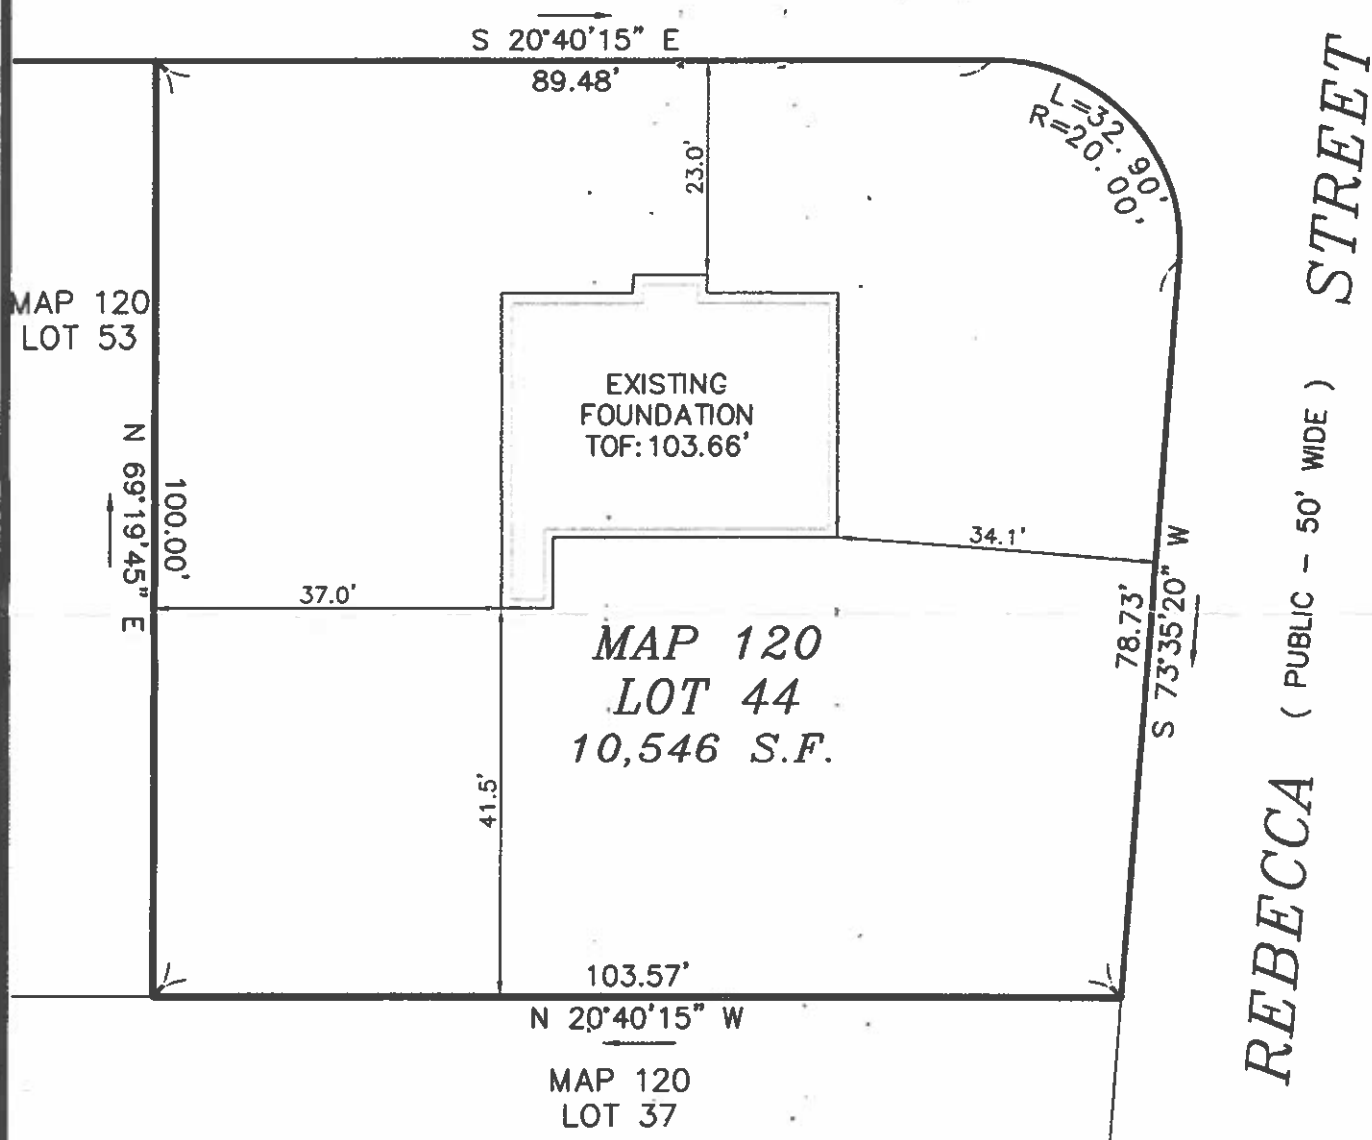 S 20°40'15" E
89.48'
L=32.90'
R=20.00'
23.0'
MAP 120
LOT 53
EXISTING
FOUNDATION
TOF: 103.66'
N 69°19'45" E
100.00'
37.0'
34.1'
78.73'
S 73°35'20" W
MAP 120
LOT 44
10,546 S.F.
41.5'
103.57'
N 20°40'15" W
MAP 120
LOT 37
REBECCA ( PUBLIC - 50' WIDE ) STREET